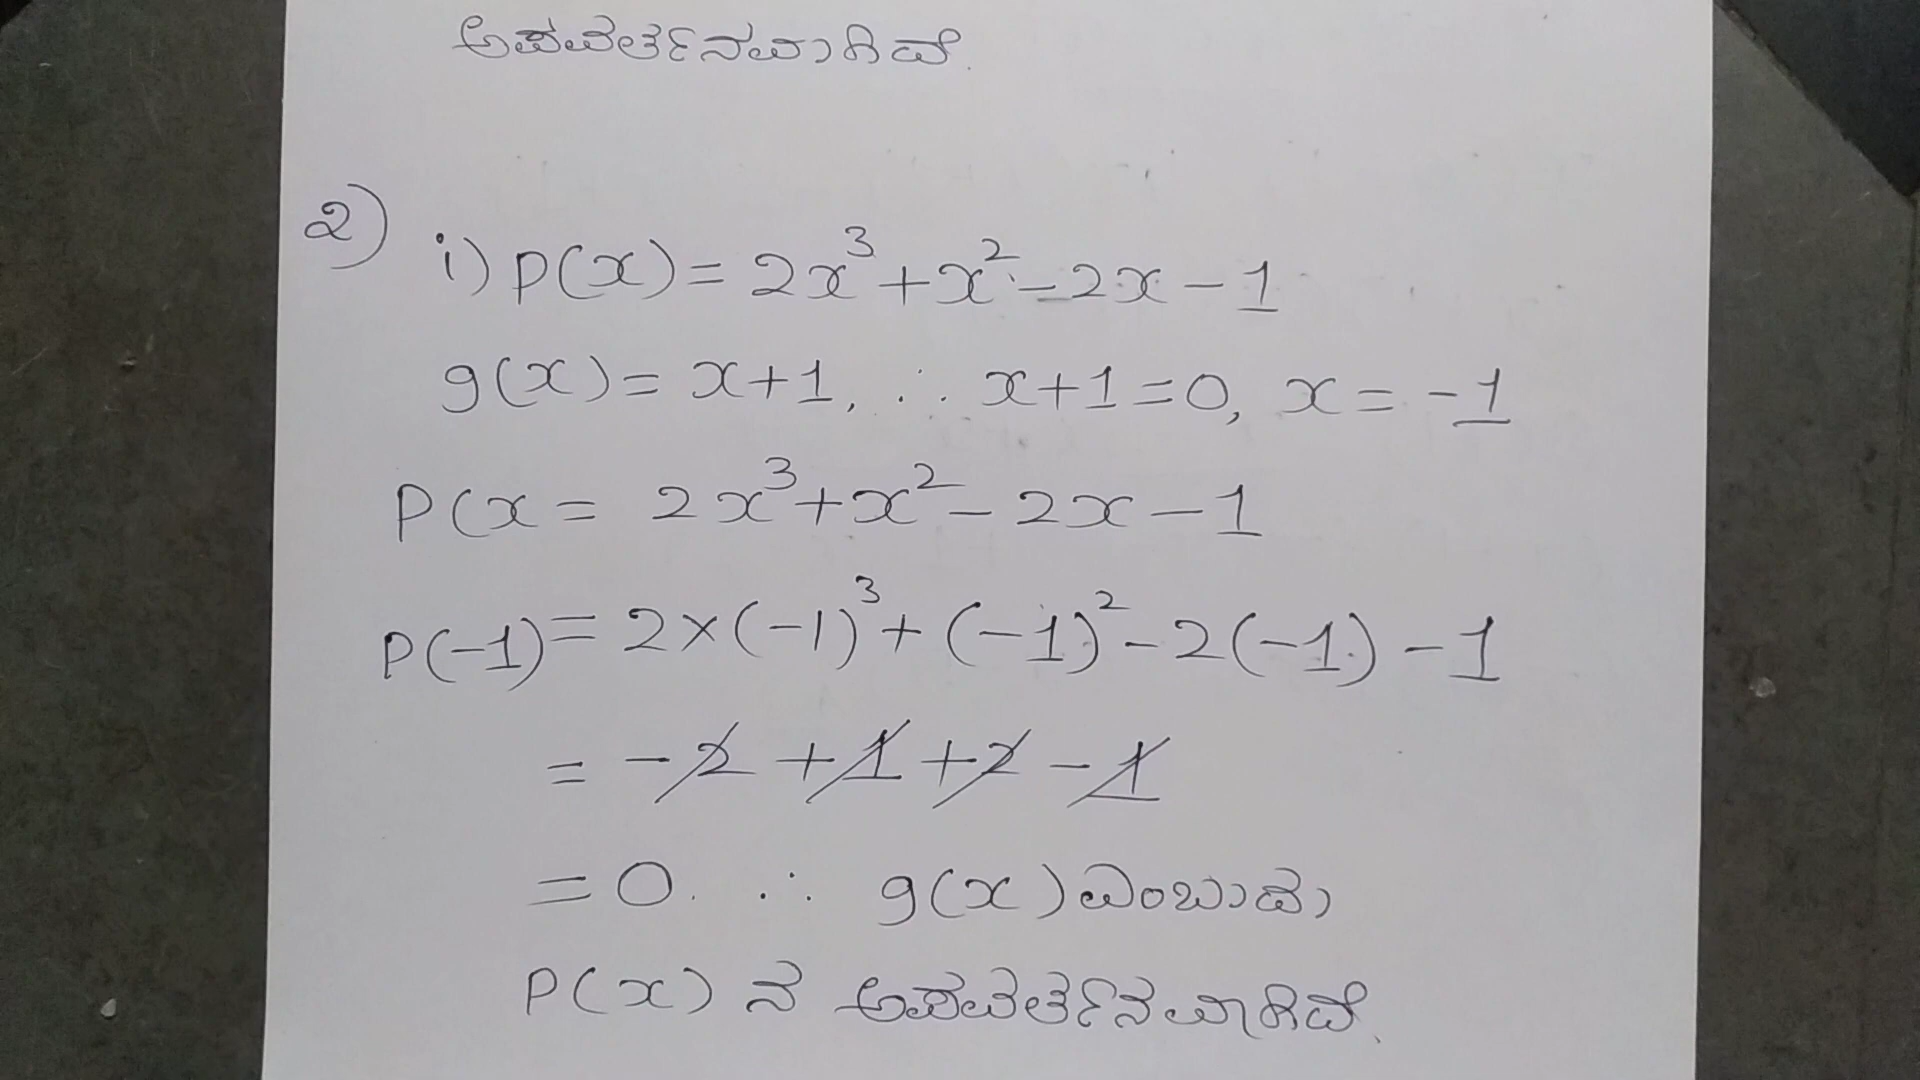 ಅಪವರ್ತನವಾಗಿದೆ.
2)
i) P(x) = 2x³ + x² - 2x - 1
g(x) = x+1, ∴ x+1=0, x = -1
P(x = 2x³ + x² - 2x - 1
P(-1) = 2×(-1)³ + (-1)² - 2(-1) - 1
= -2 + 1 + 2 - 1
= 0. ∴ g(x) ಎಂಬುದು
P(x) ನ ಅಪವರ್ತನವಾಗಿದೆ.